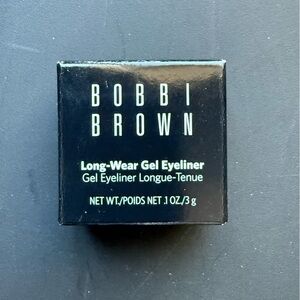 BOBBI
BROWN
Long-Wear Gel Eyeliner
Gel Eyeliner Longue-Tenue
NET WT./POIDS NET .1 OZ./3 g